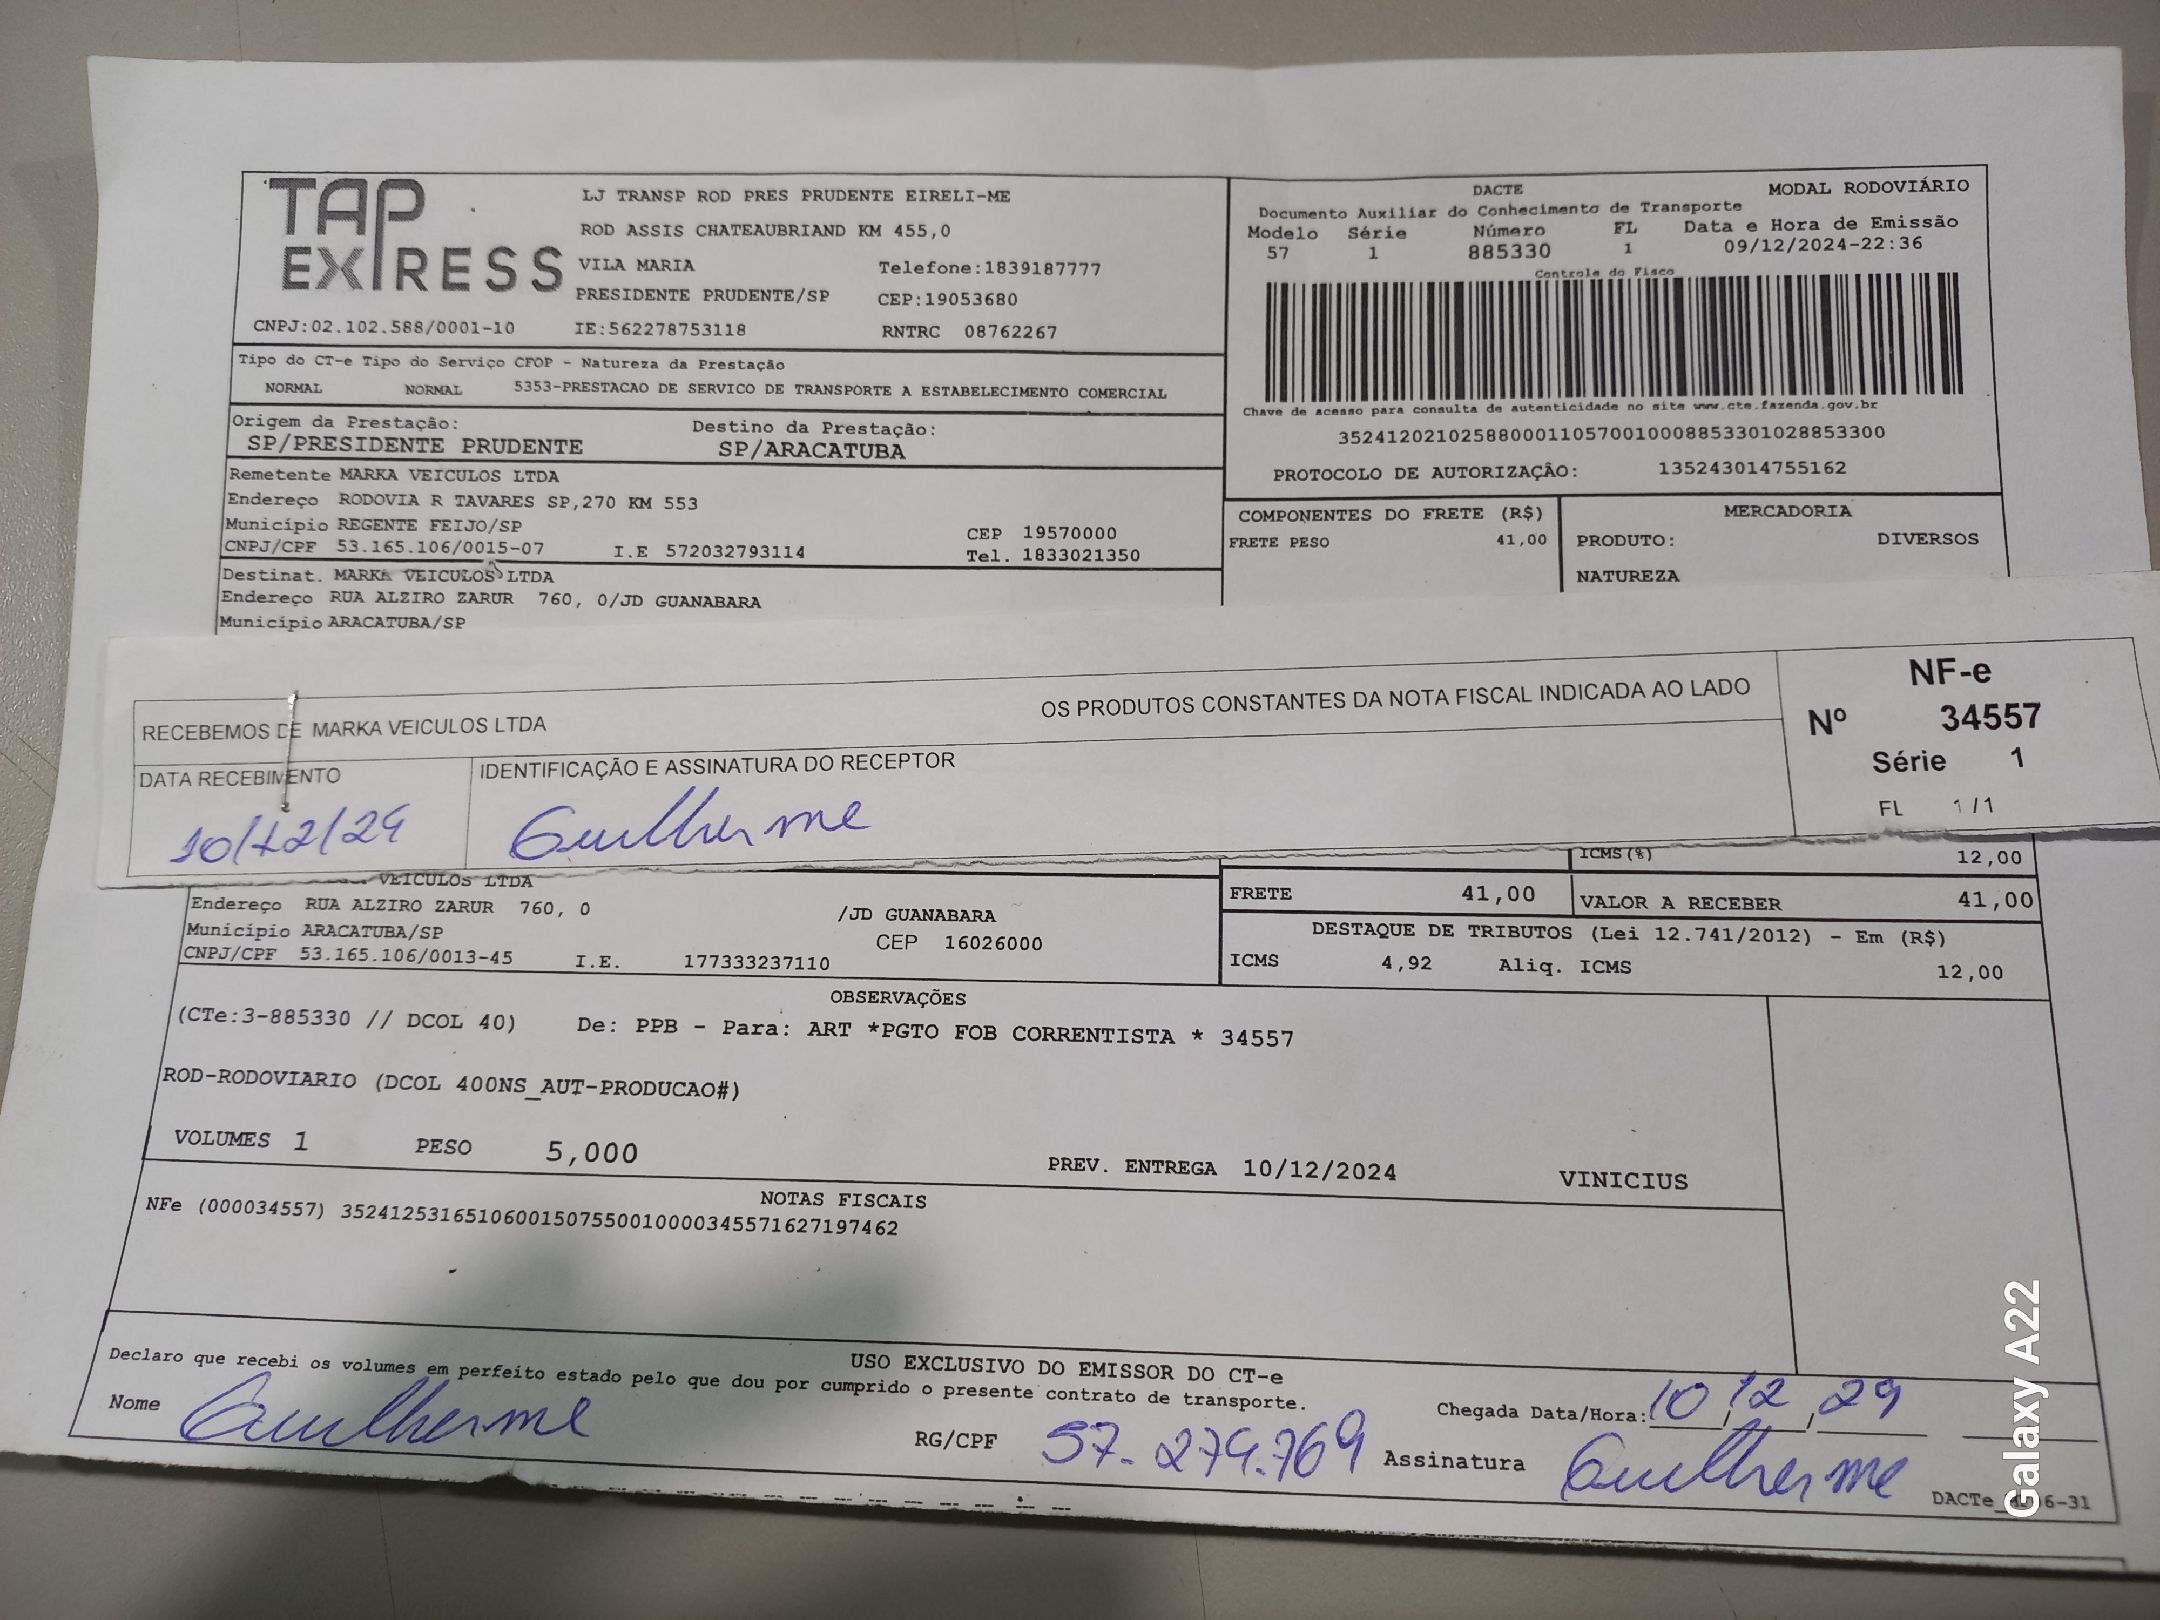 TAP EXPRESS
LJ TRANSP ROD PRES PRUDENTE EIRELI-ME
ROD ASSIS CHATEAUBRIAND KM 455,0
VILA MARIA Telefone:1839187777
PRESIDENTE PRUDENTE/SP CEP:19053680
CNPJ:02.102.588/0001-10 IE:562278753118 RNTRC 08762267
Tipo do CT-e Tipo do Serviço CFOP - Natureza da Prestação
NORMAL NORMAL 5353-PRESTACAO DE SERVICO DE TRANSPORTE A ESTABELECIMENTO COMERCIAL
Origem da Prestação: Destino da Prestação:
SP/PRESIDENTE PRUDENTE SP/ARACATUBA
Remetente MARKA VEICULOS LTDA
Endereço RODOVIA R TAVARES SP,270 KM 553
Município REGENTE FEIJO/SP CEP 19570000
CNPJ/CPF 53.165.106/0015-07 I.E 572032793114 Tel. 1833021350
Destinat. MARKA VEICULOS LTDA
Endereço RUA ALZIRO ZARUR 760, 0/JD GUANABARA
Município ARACATUBA/SP
DACTE MODAL RODOVIÁRIO
Documento Auxiliar do Conhecimento de Transporte
Modelo Série Número FL Data e Hora de Emissão
57 1 885330 1 09/12/2024-22:36
Controle do Fisco
Chave de acesso para consulta de autenticidade no site www.cte.fazenda.gov.br
35241202102588000110570010008853301028853300
PROTOCOLO DE AUTORIZAÇÃO: 135243014755162
COMPONENTES DO FRETE (R$) MERCADORIA
FRETE PESO 41,00 PRODUTO: DIVERSOS
NATUREZA
RECEBEMOS DE MARKA VEICULOS LTDA OS PRODUTOS CONSTANTES DA NOTA FISCAL INDICADA AO LADO
DATA RECEBIMENTO IDENTIFICAÇÃO E ASSINATURA DO RECEPTOR
10/12/24 Guilherme
NF-e
Nº 34557
Série 1
FL 1/1
ICMS(%) 12,00
VEICULOS LTDA
Endereço RUA ALZIRO ZARUR 760, 0 /JD GUANABARA
Município ARACATUBA/SP CEP 16026000
CNPJ/CPF 53.165.106/0013-45 I.E. 177333237110
FRETE 41,00 VALOR A RECEBER 41,00
DESTAQUE DE TRIBUTOS (Lei 12.741/2012) - Em (R$)
ICMS 4,92 Aliq. ICMS 12,00
OBSERVAÇÕES
(CTe:3-885330 // DCOL 40) De: PPB - Para: ART *PGTO FOB CORRENTISTA * 34557
ROD-RODOVIARIO (DCOL 400NS_AUT-PRODUCAO#)
VOLUMES 1 PESO 5,000 PREV. ENTREGA 10/12/2024 VINICIUS
NOTAS FISCAIS
NFe (000034557) 35241253165106001507550010000345571627197462
USO EXCLUSIVO DO EMISSOR DO CT-e
Declaro que recebi os volumes em perfeito estado pelo que dou por cumprido o presente contrato de transporte.
Nome Guilherme RG/CPF 57.279.769 Chegada Data/Hora: 10/12/24
Assinatura Guilherme
DACTe 6-31
Galaxy A22